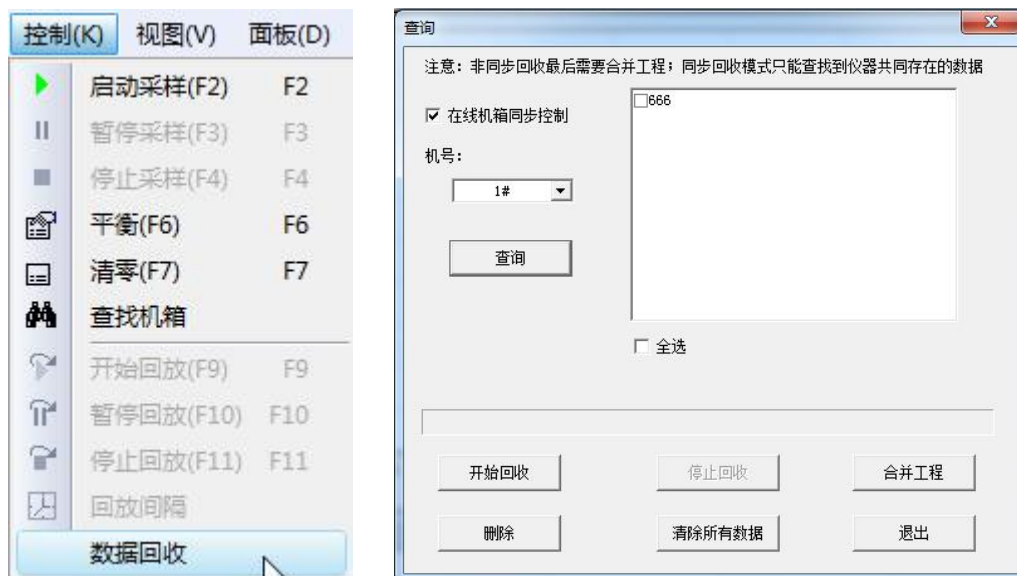 控制(K) 视图(V) 面板(D)
启动采样(F2) F2
暂停采样(F3) F3
停止采样(F4) F4
平衡(F6) F6
清零(F7) F7
查找机箱
开始回放(F9) F9
暂停回放(F10) F10
停止回放(F11) F11
回放间隔
数据回收
查询
注意：非同步回收最后需要合并工程；同步回收模式只能查找到仪器共同存在的数据
在线机箱同步控制
666
机号：
1#
查询
全选
开始回收 停止回收 合并工程
删除 清除所有数据 退出